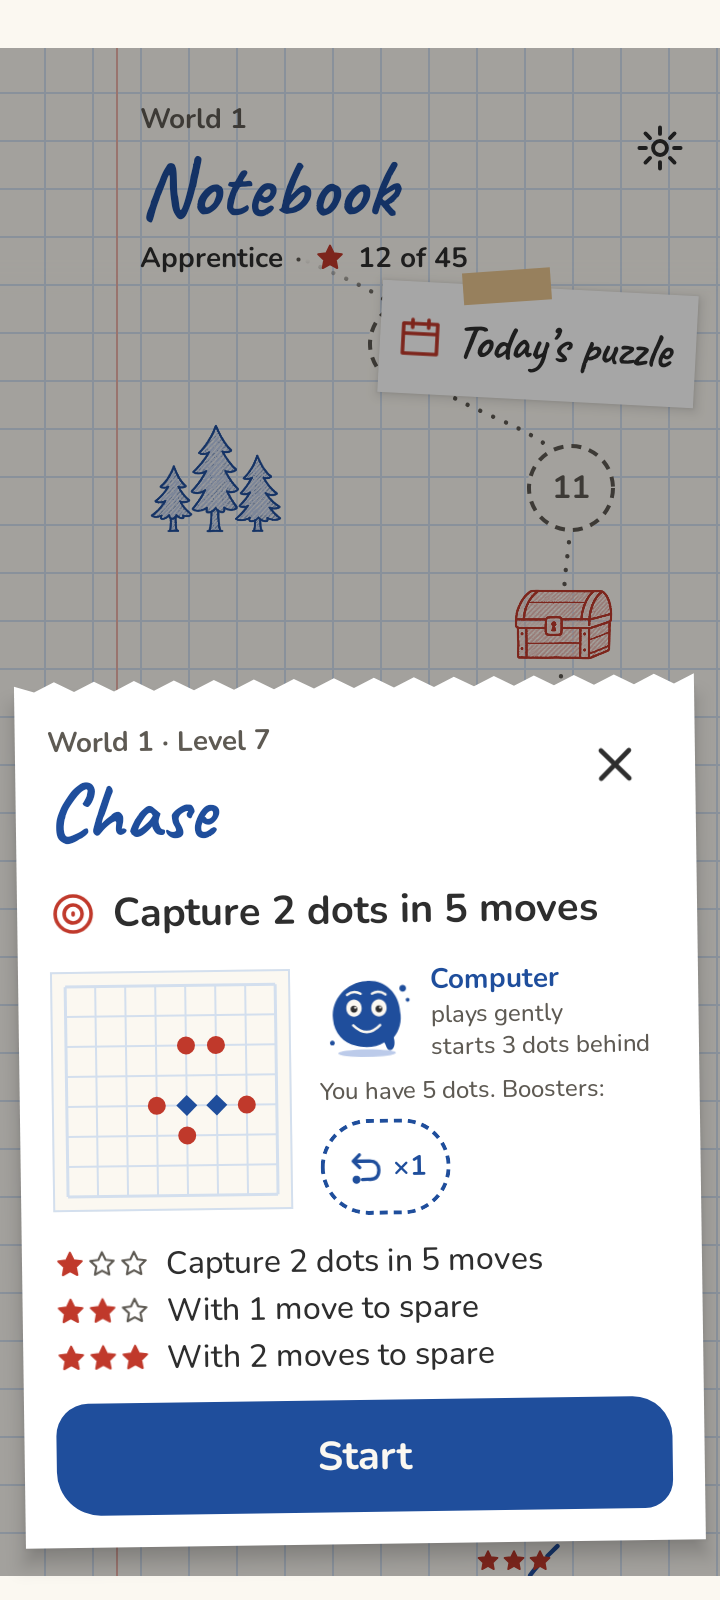 World 1
Notebook
Apprentice · 12 of 45
Today's puzzle
11
World 1 · Level 7
Chase
Capture 2 dots in 5 moves
Computer
plays gently
starts 3 dots behind
You have 5 dots. Boosters:
×1
Capture 2 dots in 5 moves
With 1 move to spare
With 2 moves to spare
Start